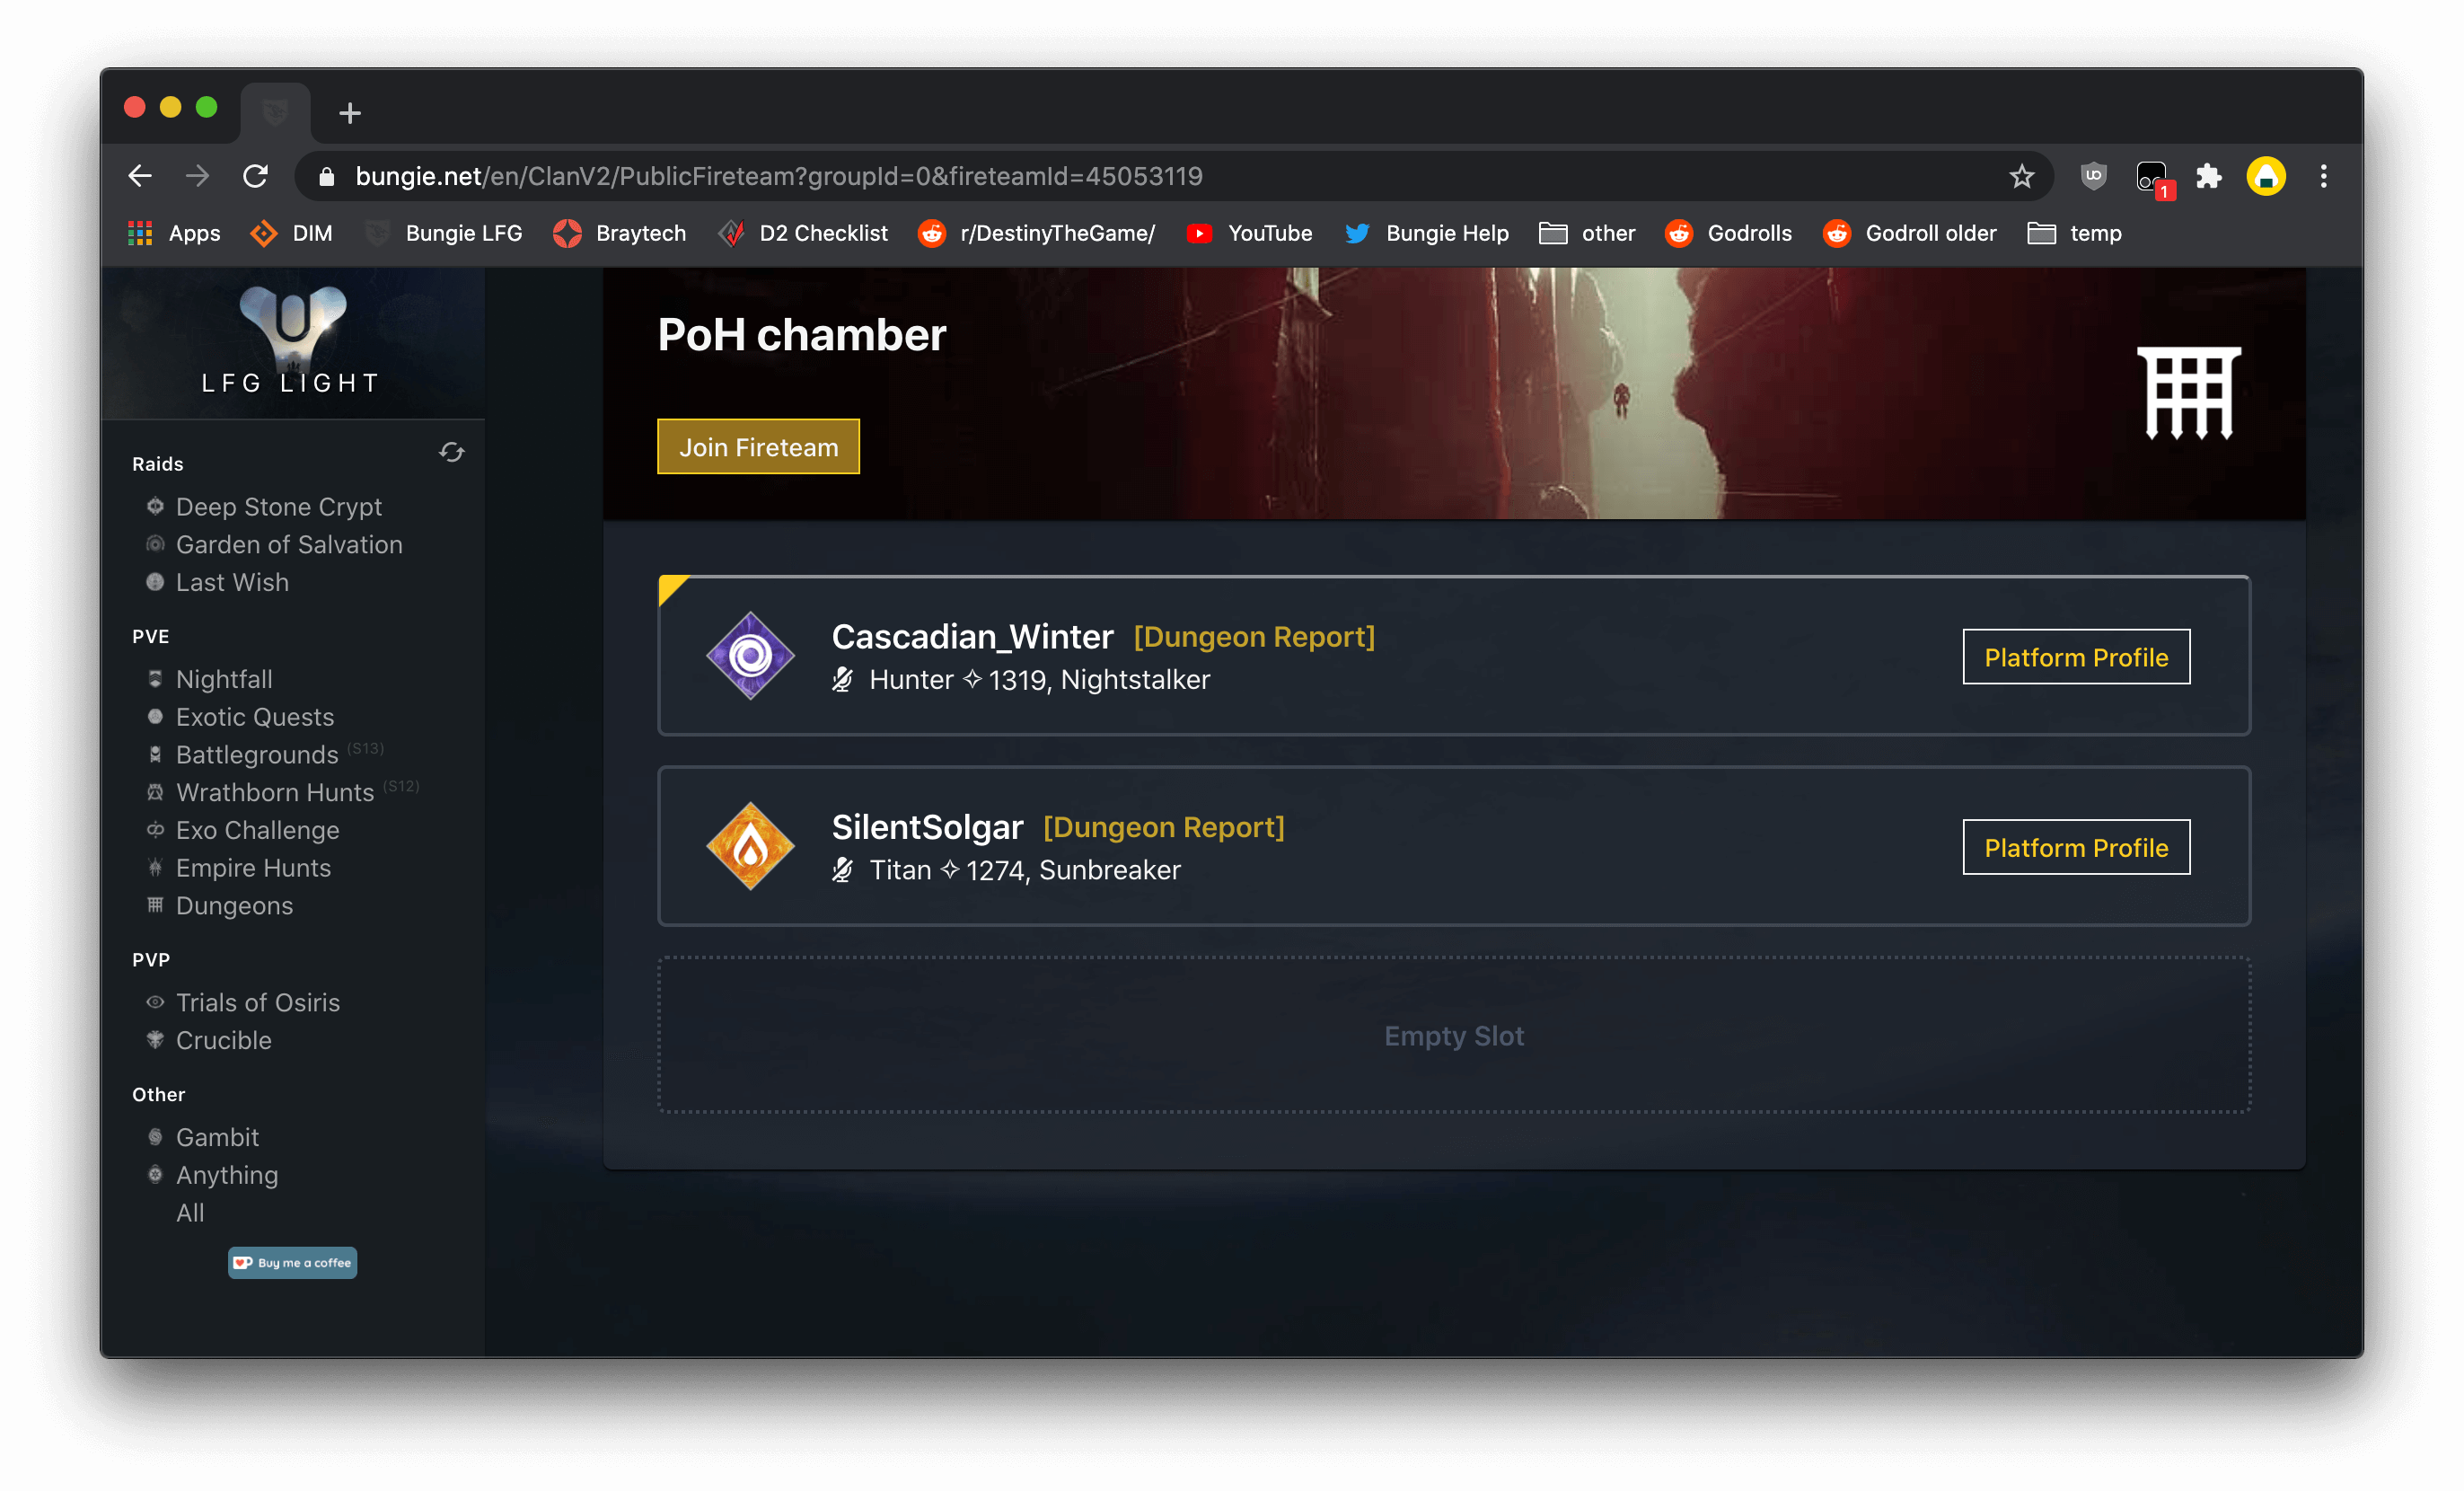 bungie.net/en/ClanV2/PublicFireteam?groupId=0&fireteamId=45053119
UO
1
Apps DIM Bungie LFG Braytech D2 Checklist r/DestinyTheGame/ YouTube Bungie Help other Godrolls Godroll older temp
LFG LIGHT
Raids
Deep Stone Crypt
Garden of Salvation
Last Wish
PVE
Nightfall
Exotic Quests
Battlegrounds (S13)
Wrathborn Hunts (S12)
Exo Challenge
Empire Hunts
Dungeons
PVP
Trials of Osiris
Crucible
Other
Gambit
Anything
All
Buy me a coffee
PoH chamber
Join Fireteam
Cascadian_Winter [Dungeon Report]
Hunter ✧ 1319, Nightstalker
Platform Profile
SilentSolgar [Dungeon Report]
Titan ✧ 1274, Sunbreaker
Platform Profile
Empty Slot